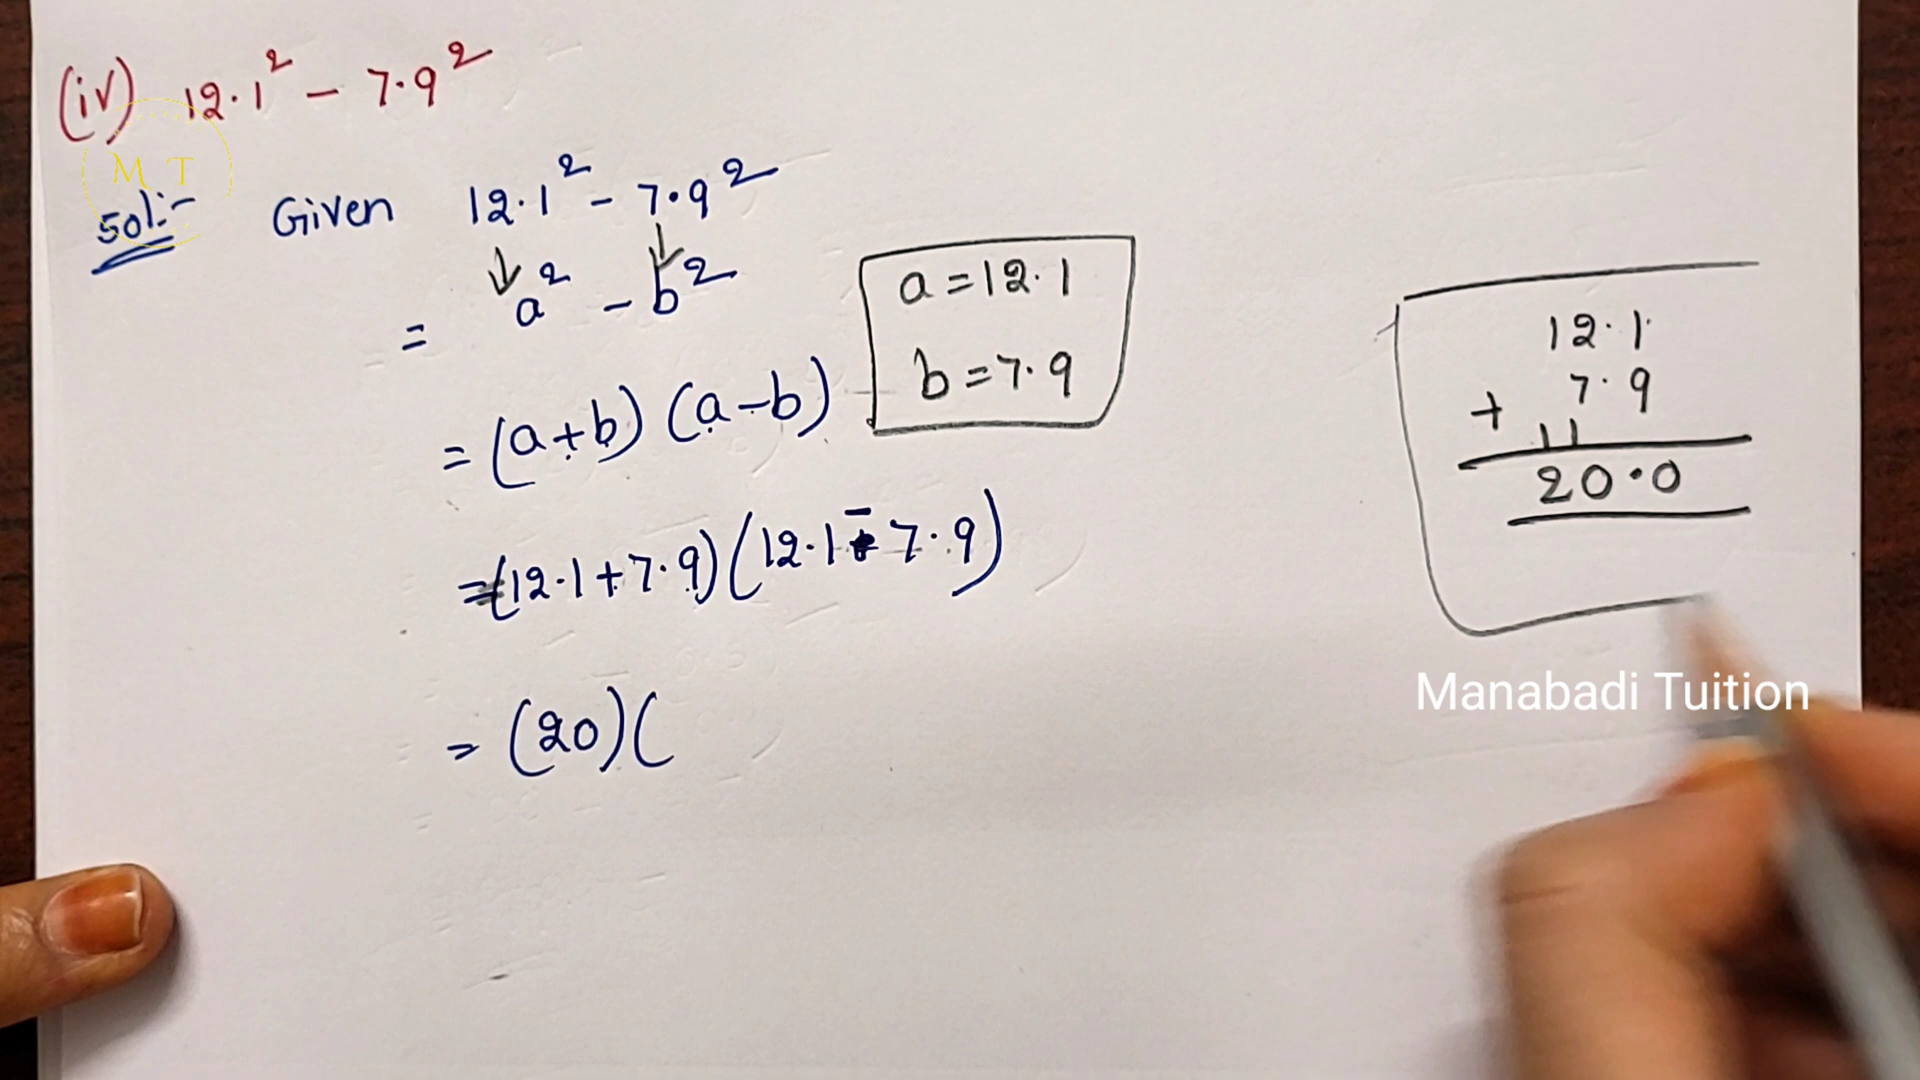 (iv) 12.1² - 7.9²
M T
Sol:- Given 12.1² - 7.9²
= a² - b²
a = 12.1
b = 7.9
= (a+b) (a-b)
= (12.1+7.9) (12.1-7.9)
= (20) (
12.1
+ 7.9
11
20.0
Manabadi Tuition